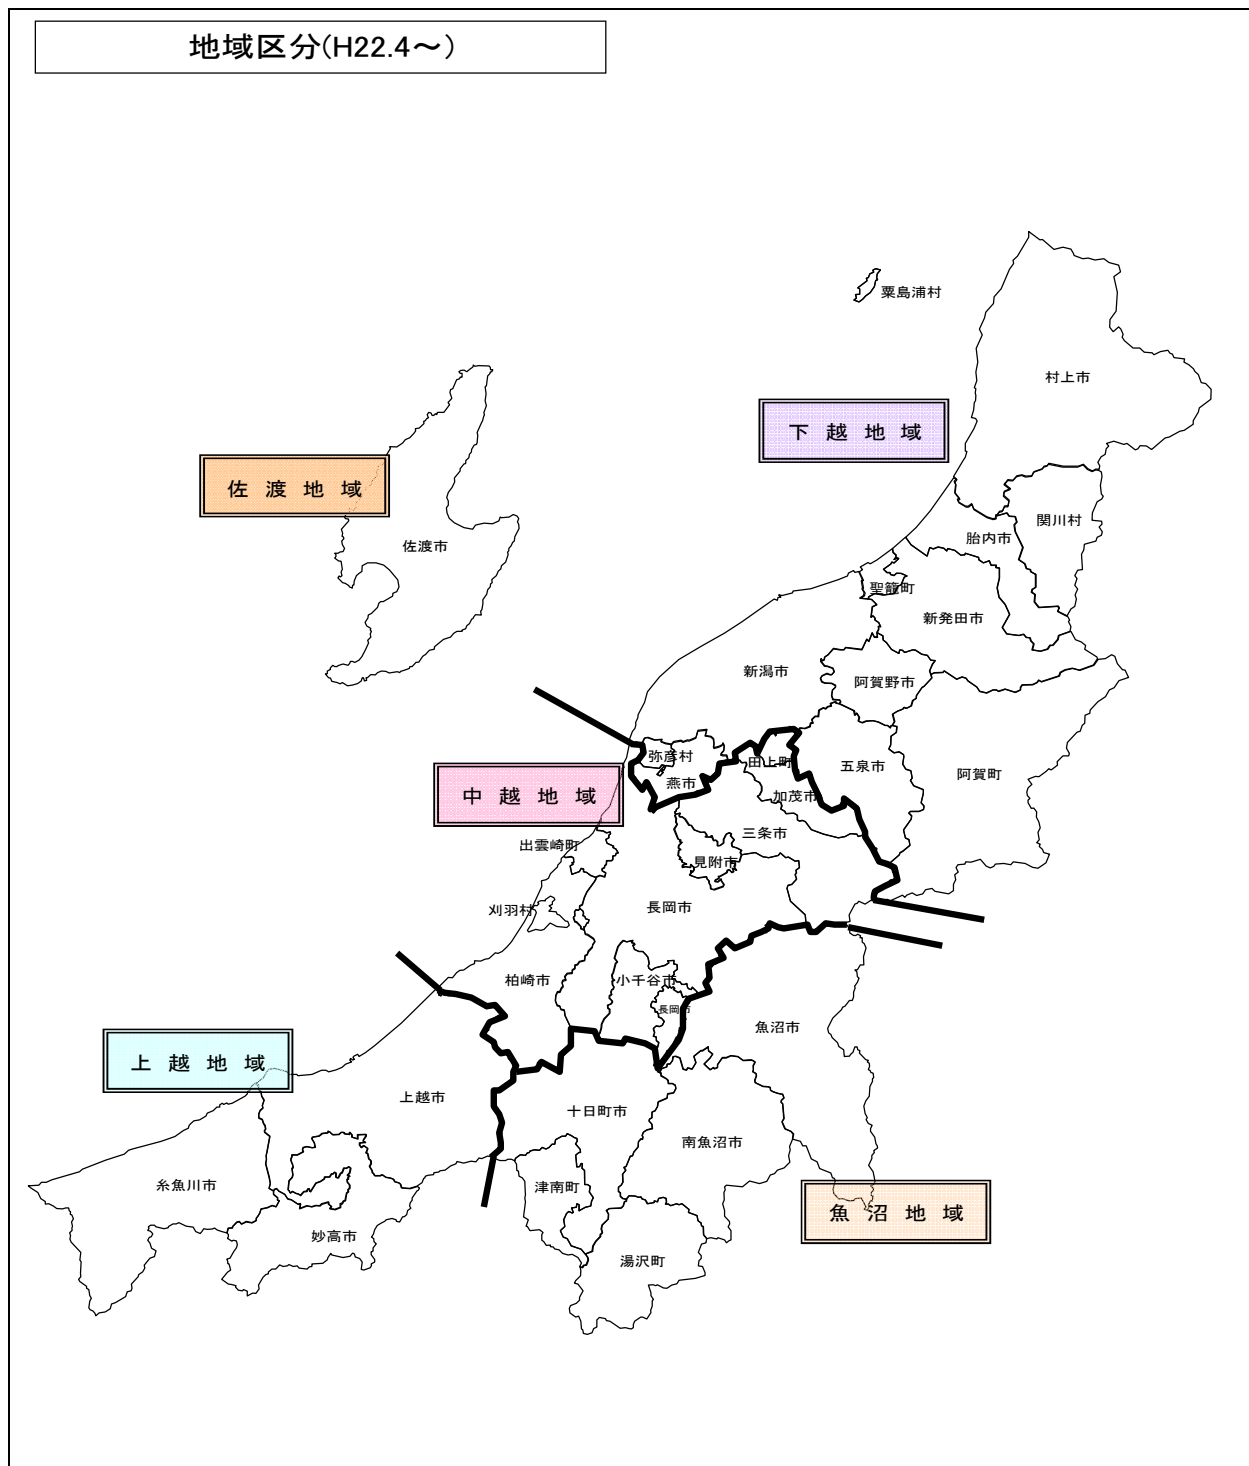 地域区分(H22.4～)
粟島浦村
村上市
下越地域
佐渡地域
関川村
胎内市
佐渡市
聖籠町
新発田市
新潟市
阿賀野市
弥彦村
田上町
五泉市
阿賀町
燕市
中越地域
加茂市
三条市
出雲崎町
見附市
刈羽村
長岡市
柏崎市
小千谷市
長岡市
魚沼市
上越地域
上越市
十日町市
南魚沼市
糸魚川市
津南町
魚沼地域
妙高市
湯沢町